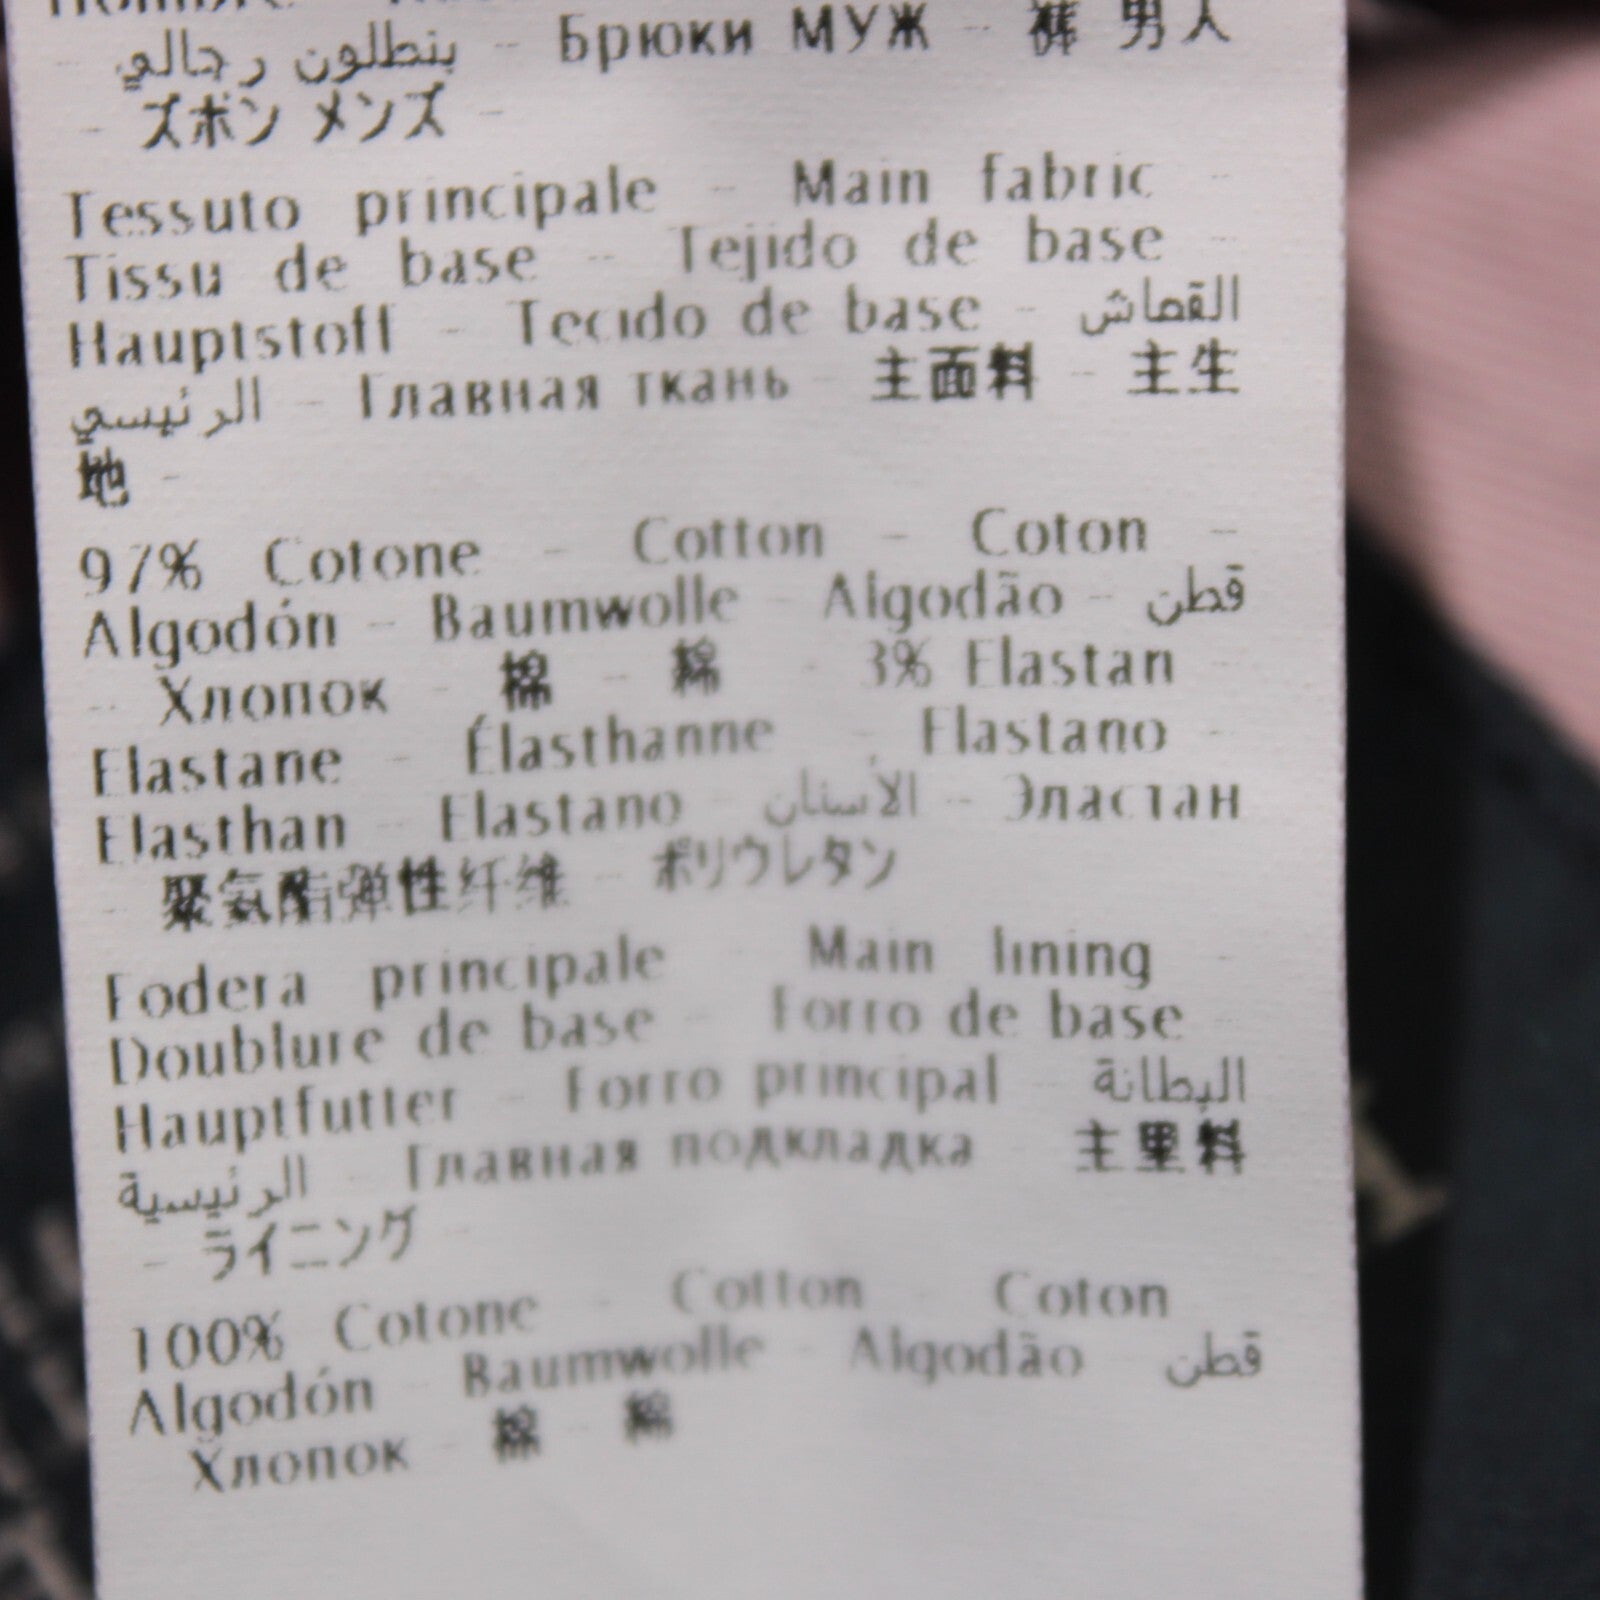 بنطلون رجالي - Брюки МУЖ - 裤 男人
- ズボン メンズ -
Tessuto principale - Main fabric -
Tissu de base - Tejido de base -
Hauptstoff - Tecido de base - القماش
الرئيسي - Главная ткань - 主面料 - 主生
地 -
97% Cotone - Cotton - Coton -
Algodón - Baumwolle - Algodão - قطن
- Хлопок - 棉 - 綿 - 3% Elastan -
Elastane - Élasthanne - Elastano -
Elasthan - Elastano - الأستان - Эластан
- 聚氨酯弹性纤维 - ポリウレタン
Fodera principale - Main lining -
Doublure de base - Forro de base -
Hauptfutter - Forro principal - البطانة
الرئيسية - Главная подкладка - 主里料
- ライニング -
100% Cotone - Cotton - Coton
Algodón - Baumwolle - Algodão - قطن
Хлопок - 棉 - 綿